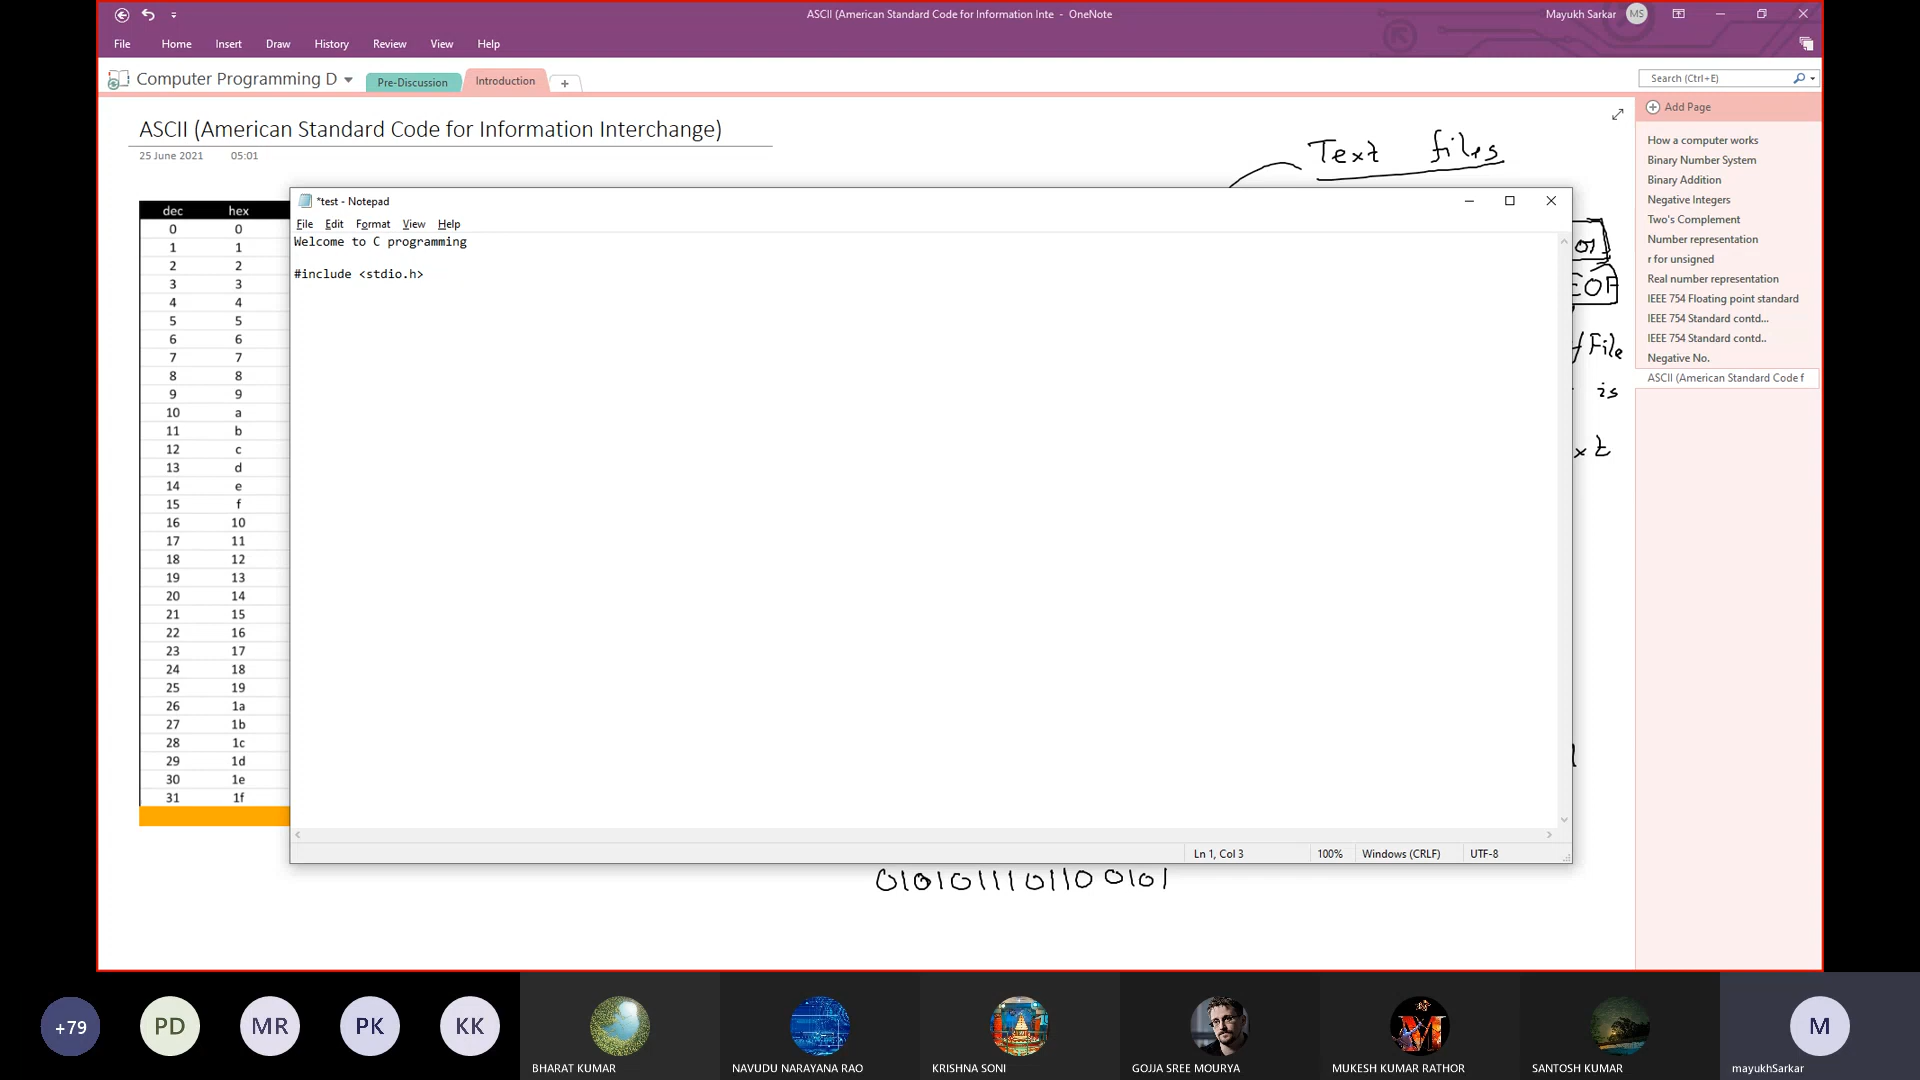 ASCII (American Standard Code for Information Inte - OneNote
Mayukh Sarkar MS
File Home Insert Draw History Review View Help
Computer Programming D Pre-Discussion Introduction +
Search (Ctrl+E)
Add Page
How a computer works
Binary Number System
Binary Addition
Negative Integers
Two's Complement
Number representation
r for unsigned
Real number representation
IEEE 754 Floating point standard
IEEE 754 Standard contd...
IEEE 754 Standard contd..
Negative No.
ASCII (American Standard Code f
ASCII (American Standard Code for Information Interchange)
25 June 2021 05:01
Text files
EOF
File
is
xt
dec hex
0 0
1 1
2 2
3 3
4 4
5 5
6 6
7 7
8 8
9 9
10 a
11 b
12 c
13 d
14 e
15 f
16 10
17 11
18 12
19 13
20 14
21 15
22 16
23 17
24 18
25 19
26 1a
27 1b
28 1c
29 1d
30 1e
31 1f
*test - Notepad
File Edit Format View Help
Welcome to C programming
#include <stdio.h>
Ln 1, Col 3 100% Windows (CRLF) UTF-8
0101011101100101
+79 PD MR PK KK M
BHARAT KUMAR NAVUDU NARAYANA RAO KRISHNA SONI GOJJA SREE MOURYA MUKESH KUMAR RATHOR SANTOSH KUMAR mayukhSarkar